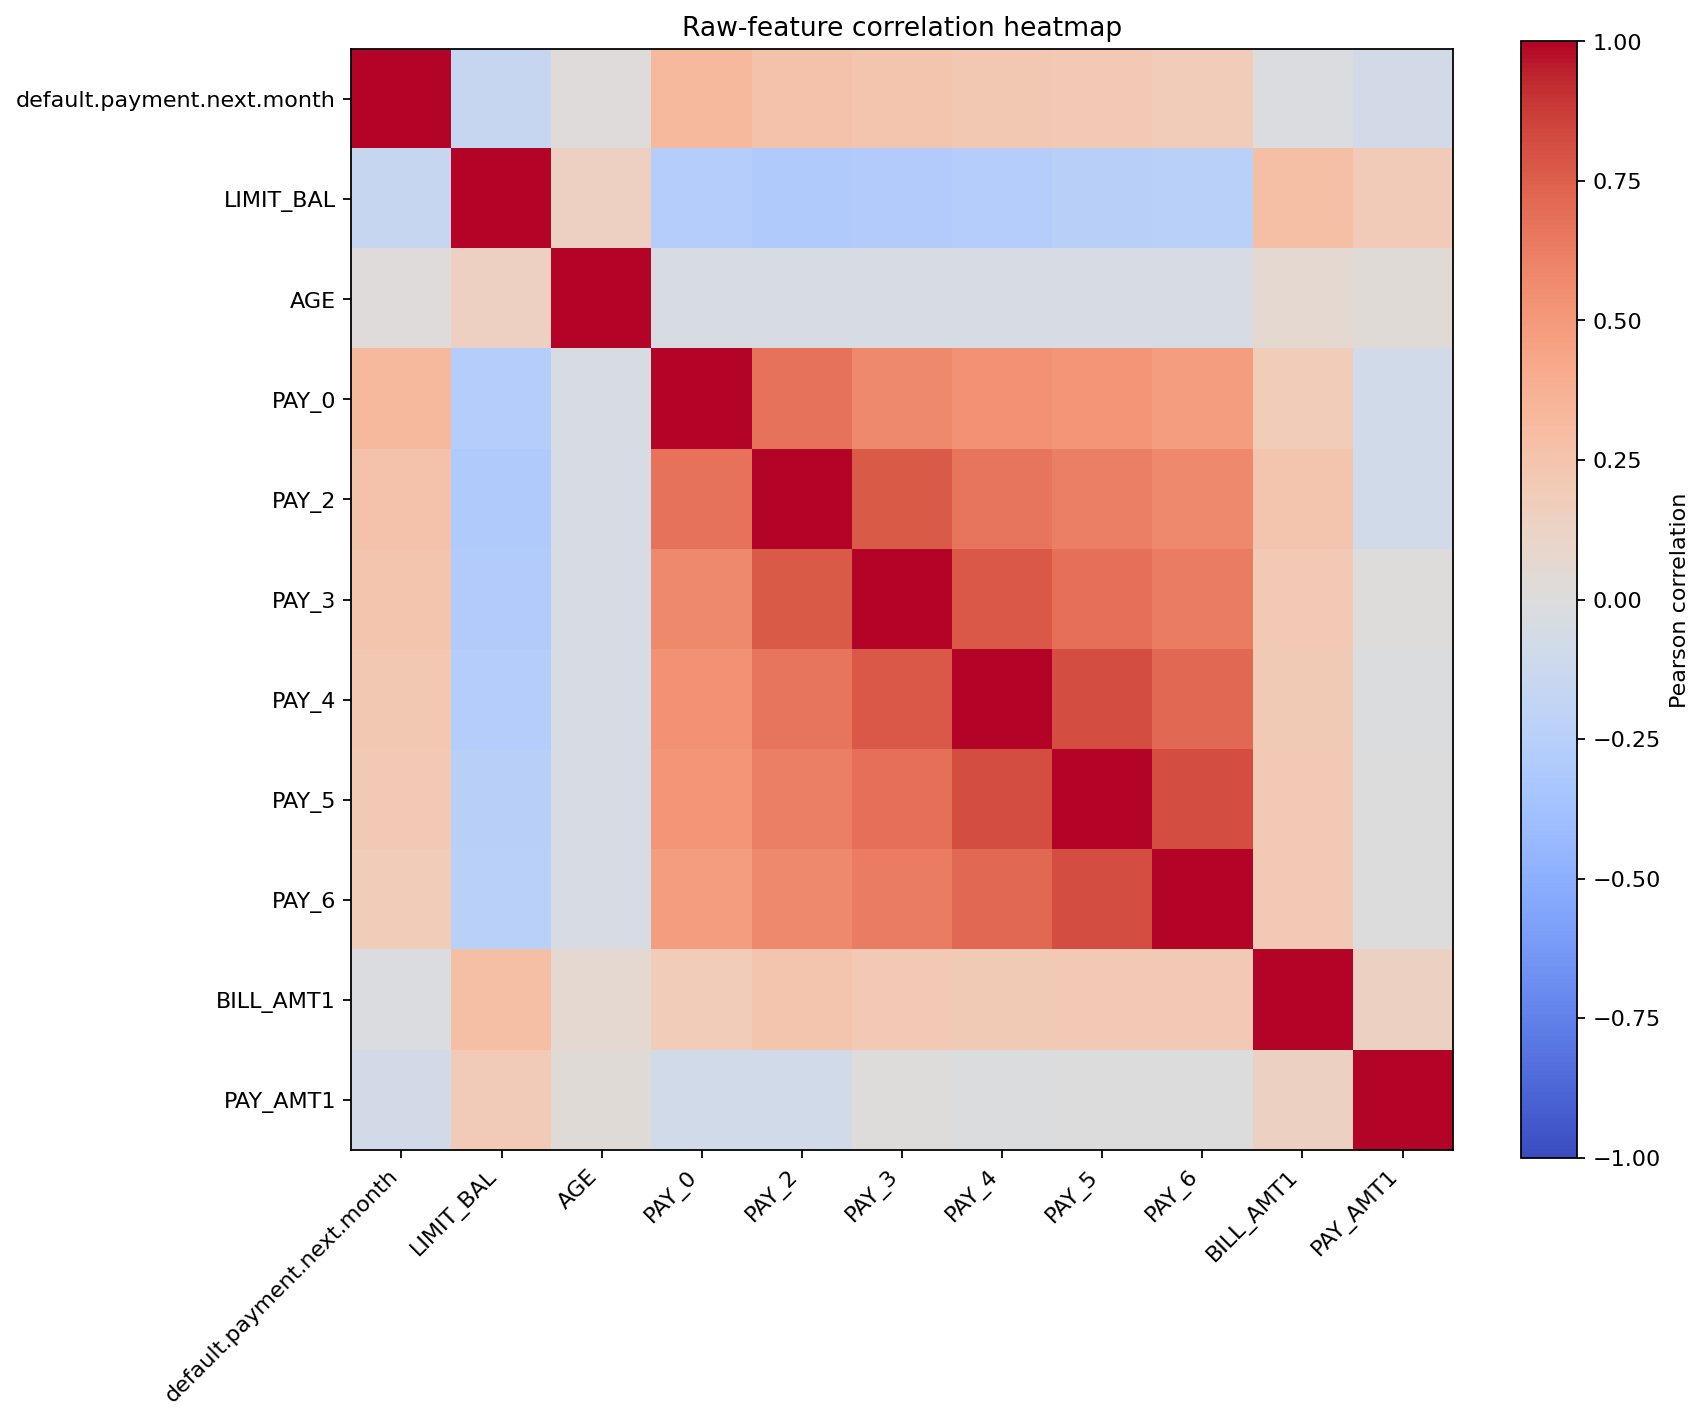 Raw-feature correlation heatmap
default.payment.next.month
LIMIT_BAL
AGE
PAY_0
PAY_2
PAY_3
PAY_4
PAY_5
PAY_6
BILL_AMT1
PAY_AMT1
default.payment.next.month
LIMIT_BAL
AGE
PAY_0
PAY_2
PAY_3
PAY_4
PAY_5
PAY_6
BILL_AMT1
PAY_AMT1
1.00
0.75
0.50
0.25
0.00
−0.25
−0.50
−0.75
−1.00
Pearson correlation